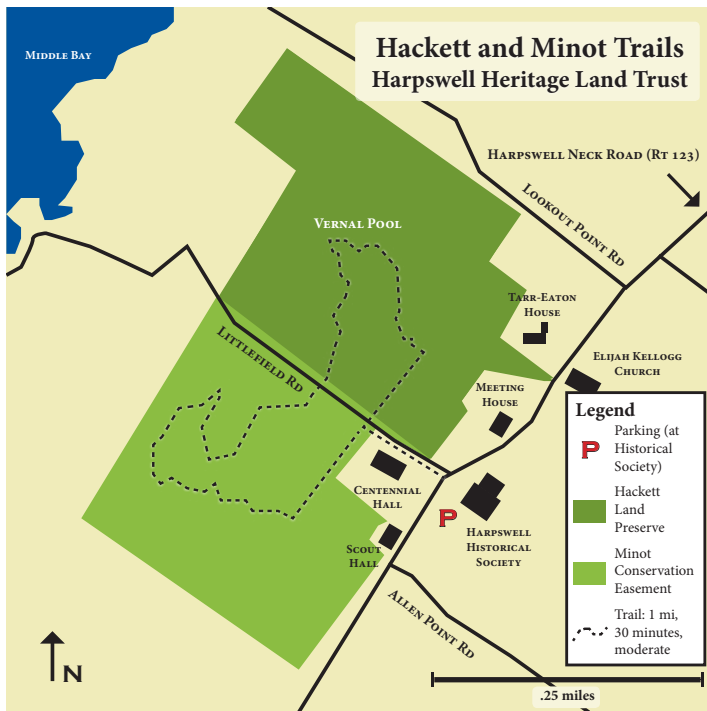 Hackett and Minot Trails
Harpswell Heritage Land Trust
Middle Bay
Harpswell Neck Road (Rt 123)
Lookout Point Rd
Vernal Pool
Tarr-Eaton
House
Elijah Kellogg
Church
Littlefield Rd
Meeting
House
Centennial
Hall
P
Harpswell
Historical
Society
Scout
Hall
Allen Point Rd
N
Legend
P
Parking (at
Historical
Society)
Hackett
Land
Preserve
Minot
Conservation
Easement
Trail: 1 mi,
30 minutes,
moderate
.25 miles